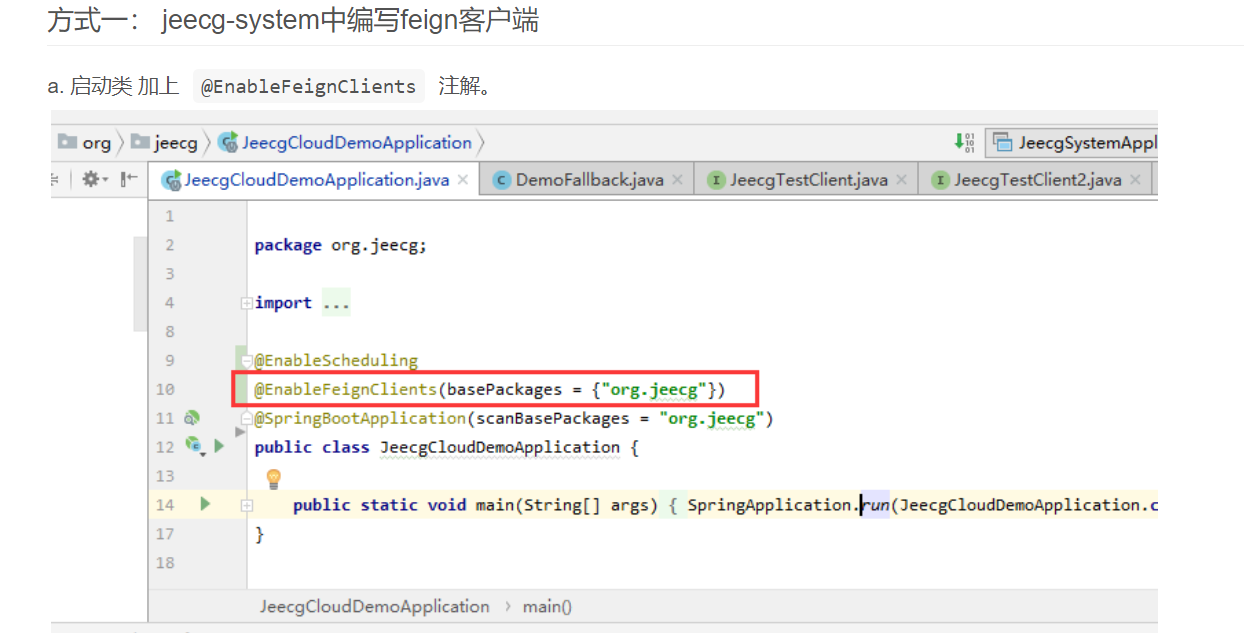 方式一： jeecg-system中编写feign客户端
a. 启动类 加上 @EnableFeignClients 注解。
org jeecg JeecgCloudDemoApplication JeecgSystemAppl
JeecgCloudDemoApplication.java DemoFallback.java JeecgTestClient.java JeecgTestClient2.java
1
2 package org.jeecg;
3
4 import ...
8
9 @EnableScheduling
10 @EnableFeignClients(basePackages = {"org.jeecg"})
11 @SpringBootApplication(scanBasePackages = "org.jeecg")
12 public class JeecgCloudDemoApplication {
13
14 public static void main(String[] args) { SpringApplication.run(JeecgCloudDemoApplication.c
17 }
18
JeecgCloudDemoApplication › main()